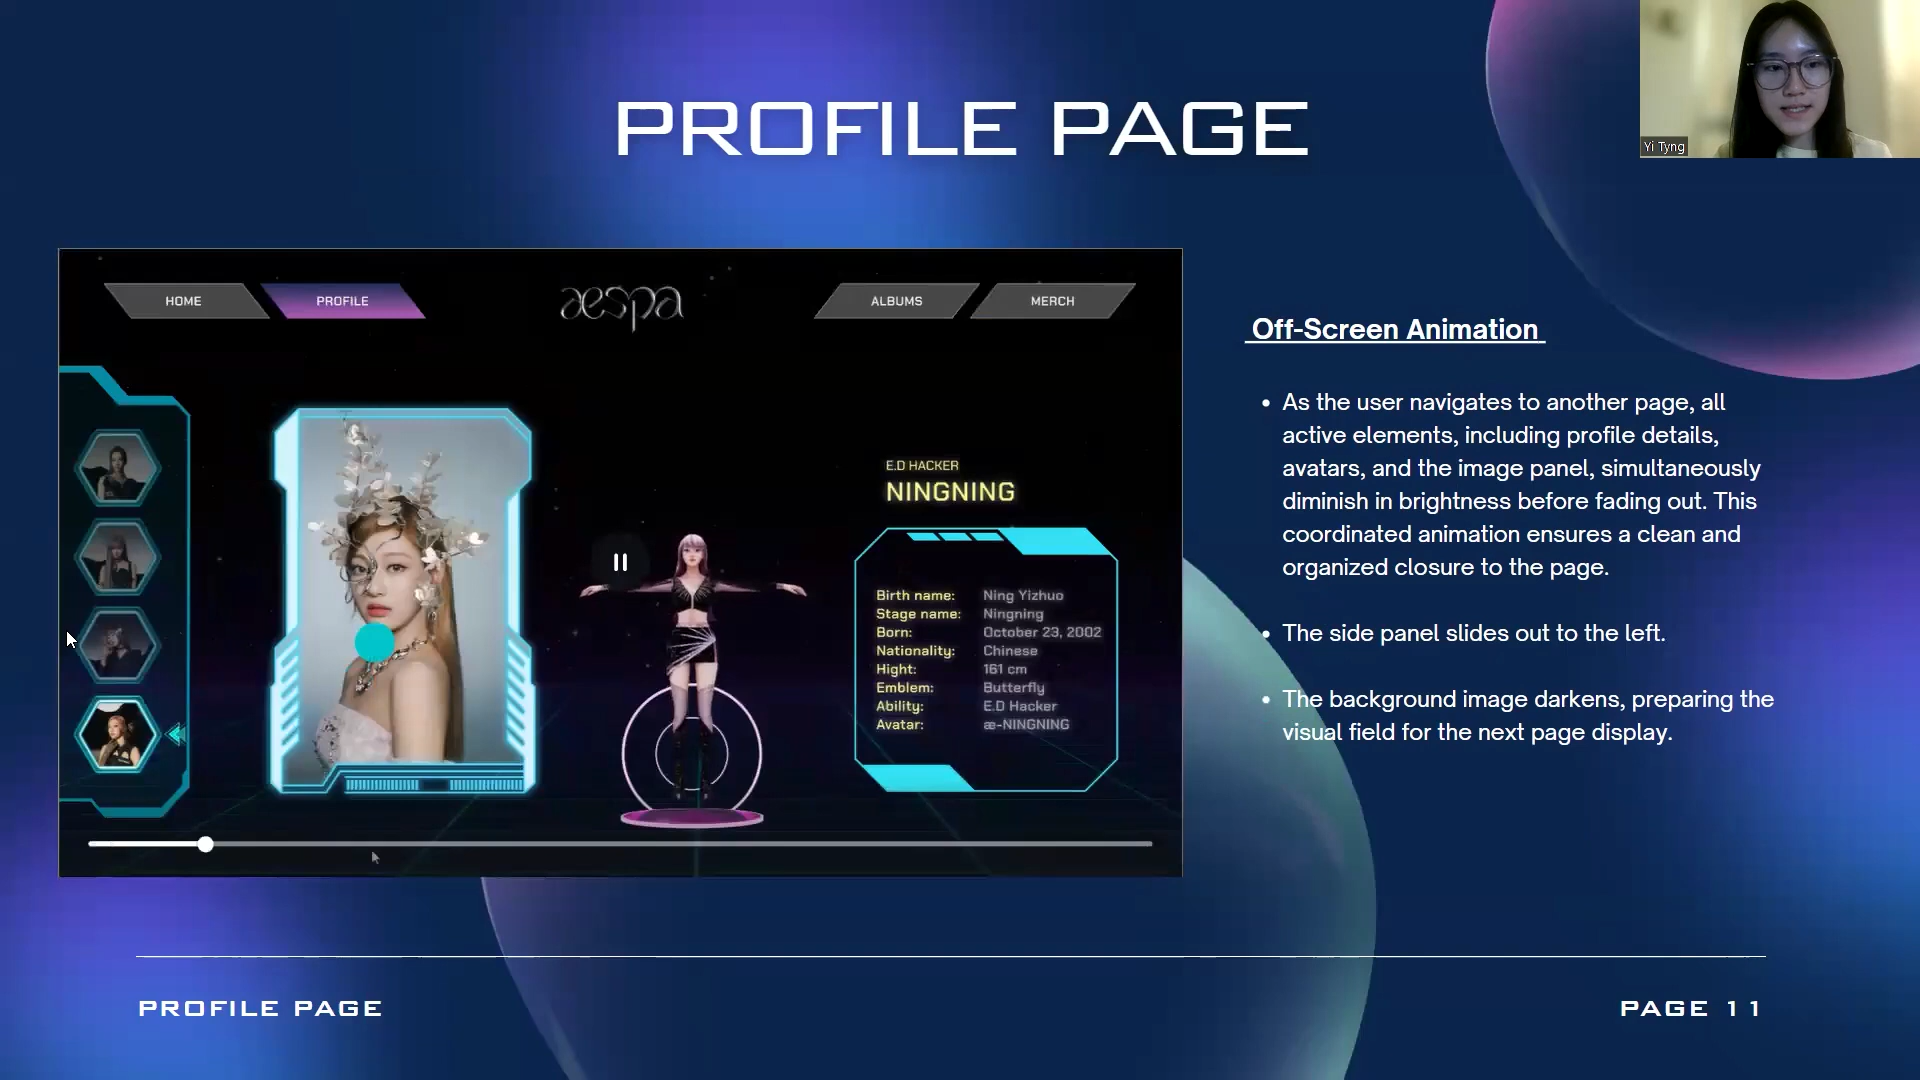 Yi Tyng
PROFILE PAGE
HOME
PROFILE
aespa
ALBUMS
MERCH
E.D HACKER
NINGNING
Birth name: Ning Yizhuo
Stage name: Ningning
Born: October 23, 2002
Nationality: Chinese
Hight: 161 cm
Emblem: Butterfly
Ability: E.D Hacker
Avatar: æ-NINGNING
Off-Screen Animation
• As the user navigates to another page, all
active elements, including profile details,
avatars, and the image panel, simultaneously
diminish in brightness before fading out. This
coordinated animation ensures a clean and
organized closure to the page.
• The side panel slides out to the left.
• The background image darkens, preparing the
visual field for the next page display.
PROFILE PAGE
PAGE 11